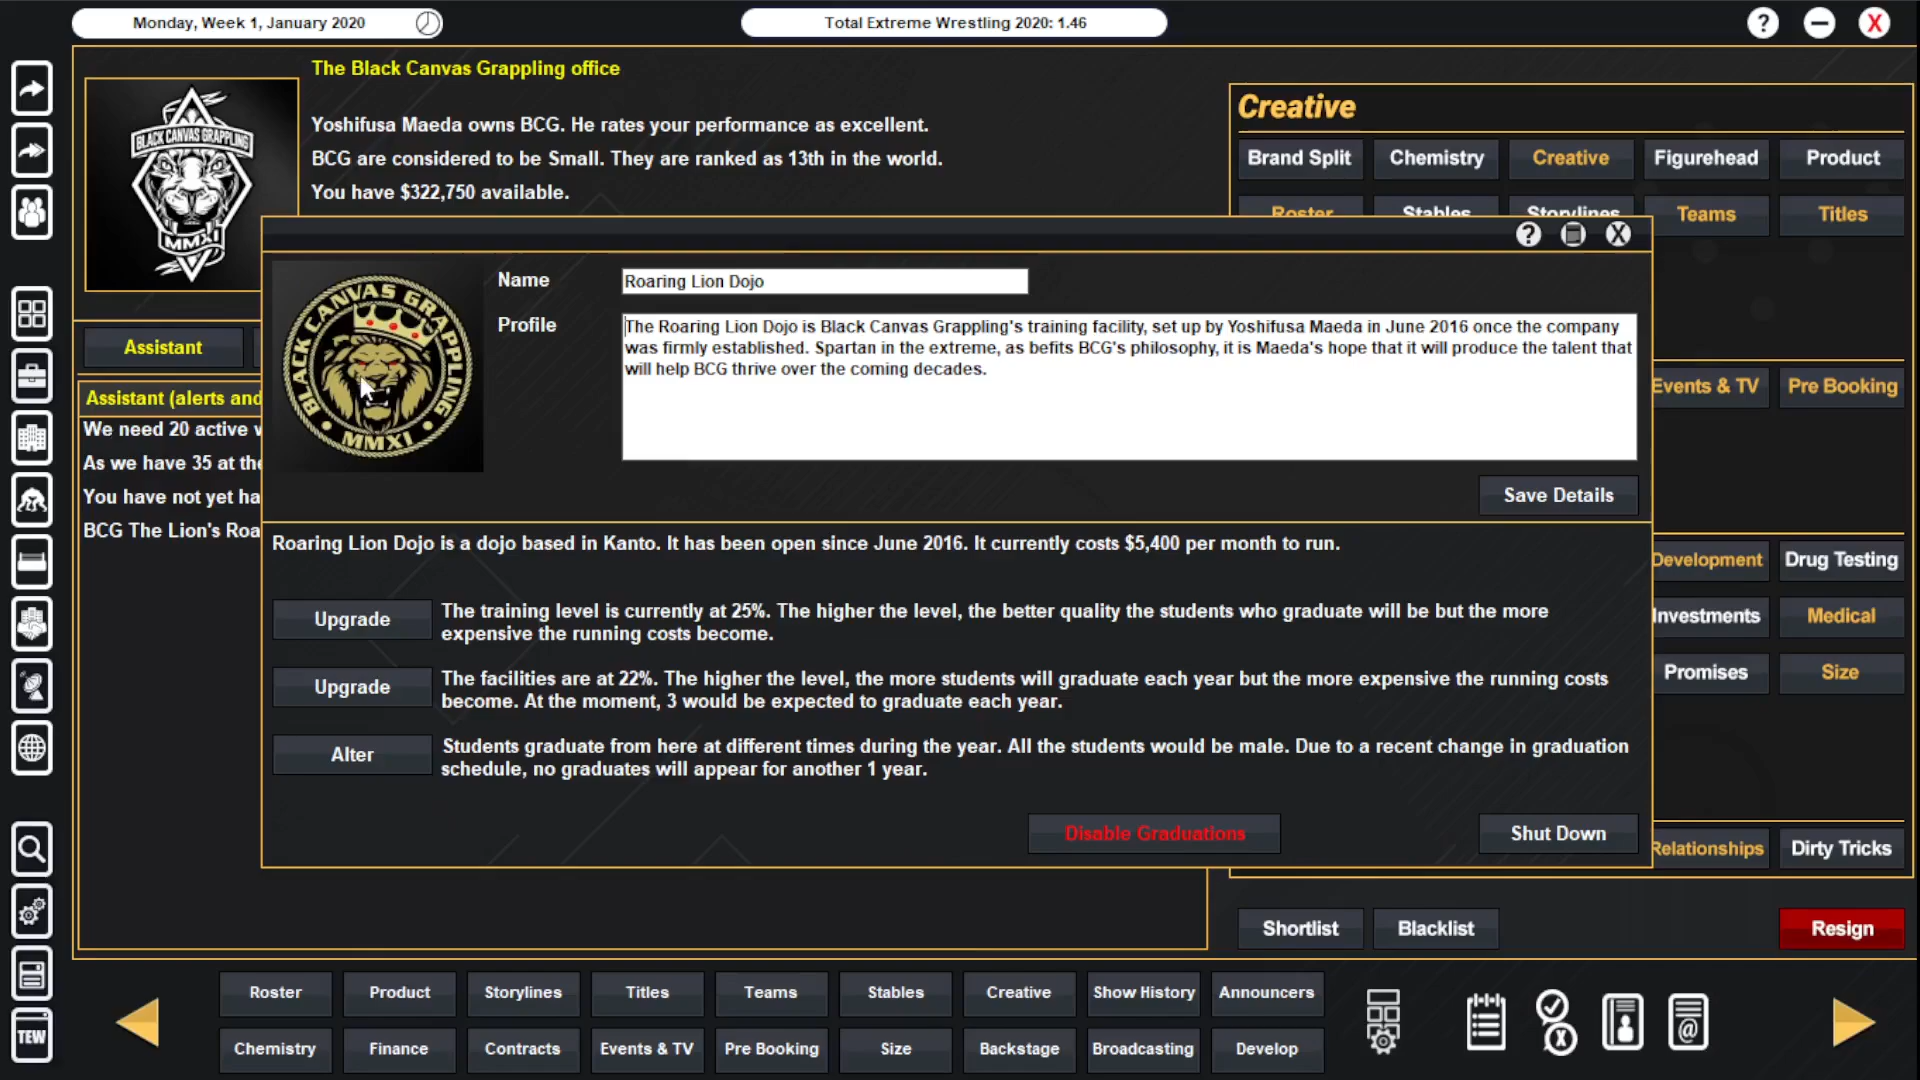 Monday, Week 1, January 2020
Total Extreme Wrestling 2020: 1.46
?
X
The Black Canvas Grappling office
BLACK CANVAS GRAPPLING
MMXI
Yoshifusa Maeda owns BCG. He rates your performance as excellent.
BCG are considered to be Small. They are ranked as 13th in the world.
You have $322,750 available.
Creative
Brand Split
Chemistry
Creative
Figurehead
Product
Roster
Stables
Storylines
Teams
Titles
? X
BLACK CANVAS GRAPPLING
MMXI
Name
Roaring Lion Dojo
Profile
The Roaring Lion Dojo is Black Canvas Grappling's training facility, set up by Yoshifusa Maeda in June 2016 once the company
was firmly established. Spartan in the extreme, as befits BCG's philosophy, it is Maeda's hope that it will produce the talent that
will help BCG thrive over the coming decades.
Save Details
Assistant
Assistant (alerts and
We need 20 active
As we have 35 at the
You have not yet ha
BCG The Lion's Roa
Events & TV
Pre Booking
Roaring Lion Dojo is a dojo based in Kanto. It has been open since June 2016. It currently costs $5,400 per month to run.
Upgrade
The training level is currently at 25%. The higher the level, the better quality the students who graduate will be but the more
expensive the running costs become.
Upgrade
The facilities are at 22%. The higher the level, the more students will graduate each year but the more expensive the running costs
become. At the moment, 3 would be expected to graduate each year.
Alter
Students graduate from here at different times during the year. All the students would be male. Due to a recent change in graduation
schedule, no graduates will appear for another 1 year.
Disable Graduations
Shut Down
Development
Drug Testing
Investments
Medical
Promises
Size
Relationships
Dirty Tricks
Shortlist
Blacklist
Resign
TEW
Roster
Product
Storylines
Titles
Teams
Stables
Creative
Show History
Announcers
Chemistry
Finance
Contracts
Events & TV
Pre Booking
Size
Backstage
Broadcasting
Develop